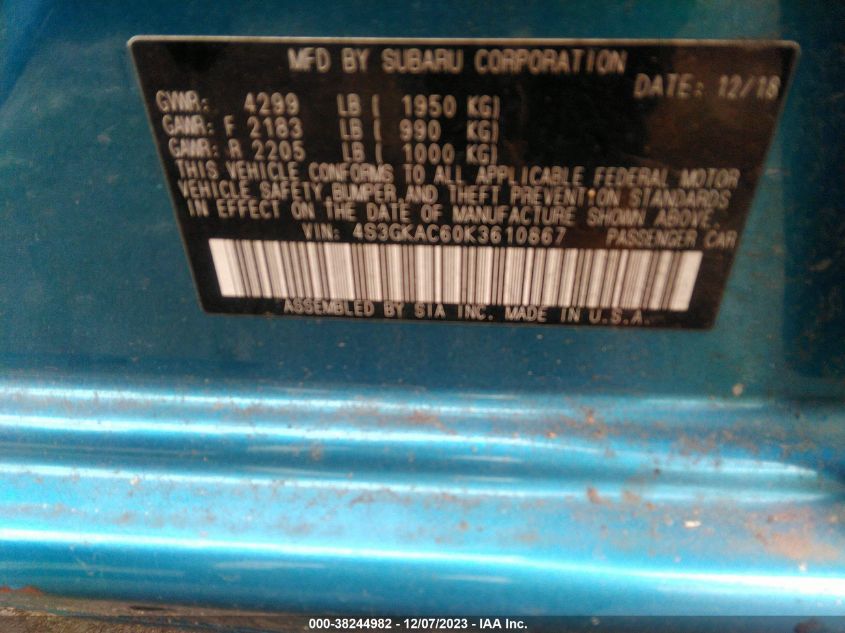 MFD BY SUBARU CORPORATION
DATE: 12/18
GVWR: 4299 LB ( 1950 KG)
GAWR: F 2183 LB ( 990 KG)
GAWR: R 2205 LB ( 1000 KG)
THIS VEHICLE CONFORMS TO ALL APPLICABLE FEDERAL MOTOR
VEHICLE SAFETY BUMPER, AND THEFT PREVENTION STANDARDS
IN EFFECT ON THE DATE OF MANUFACTURE SHOWN ABOVE.
VIN: 4S3GKAC60K3610867 PASSENGER CAR
ASSEMBLED BY SIA INC. MADE IN U.S.A.
000-38244982 - 12/07/2023 - IAA Inc.